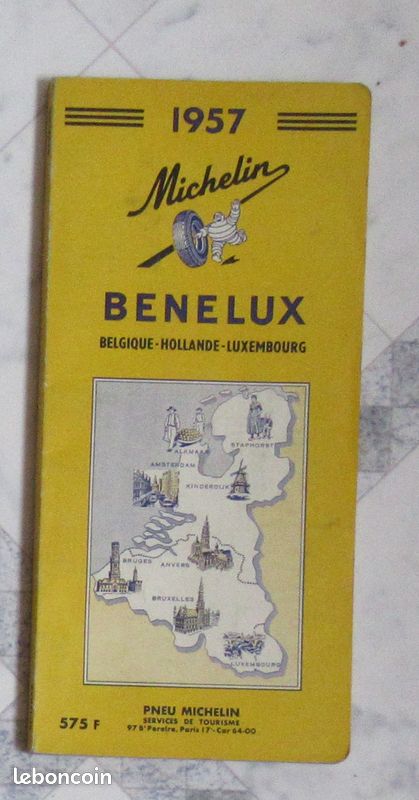 1957
Michelin
BENELUX
BELGIQUE-HOLLANDE-LUXEMBOURG
ALKMAAR
STAPHORST
AMSTERDAM
KINDERDIJK
BRUGES
ANVERS
BRUXELLES
LUXEMBOURG
PNEU MICHELIN
SERVICES DE TOURISME
97 Bd Pereire, Paris 17e - Car 64-00
575 F
leboncoin